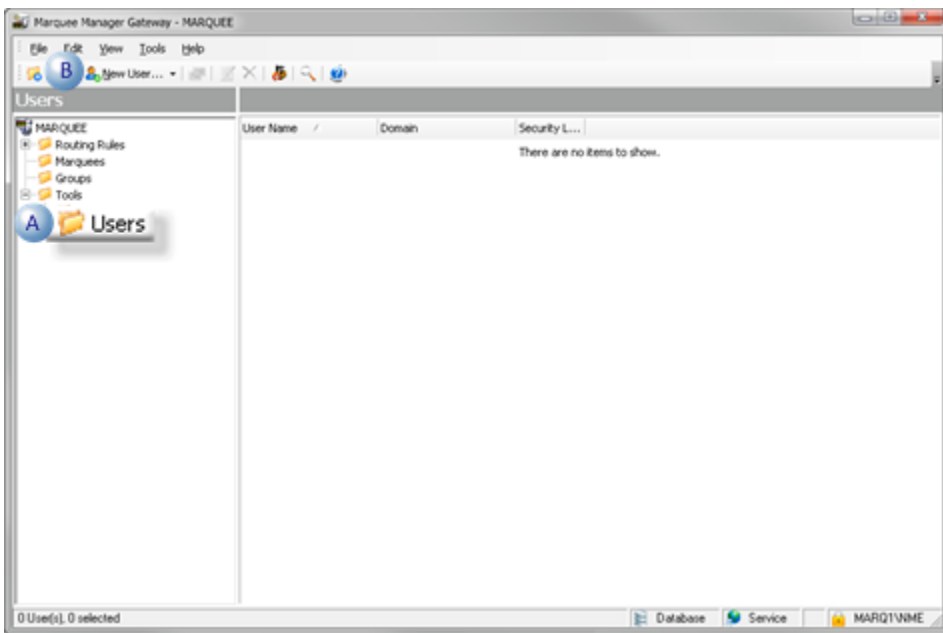 Marquee Manager Gateway - MARQUEE
File Edit View Tools Help
B New User...
Users
MARQUEE
User Name / Domain Security L...
Routing Rules
There are no items to show.
Marquees
Groups
Tools
A Users
0 User(s), 0 selected Database Service MARQ1\NME